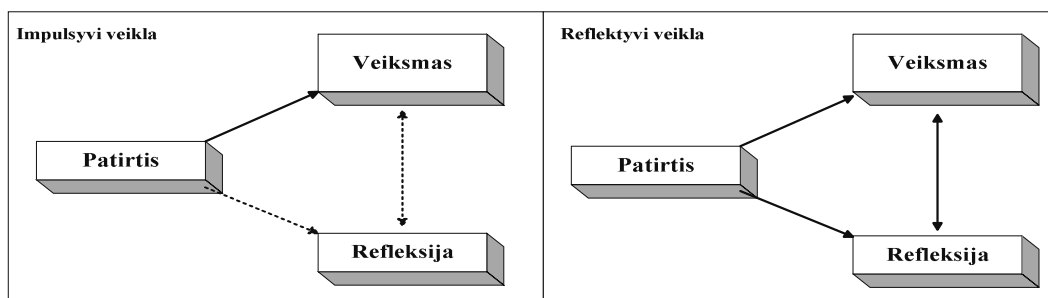 Impulsyvi veikla
Veiksmas
Patirtis
Refleksija
Reflektyvi veikla
Veiksmas
Patirtis
Refleksija